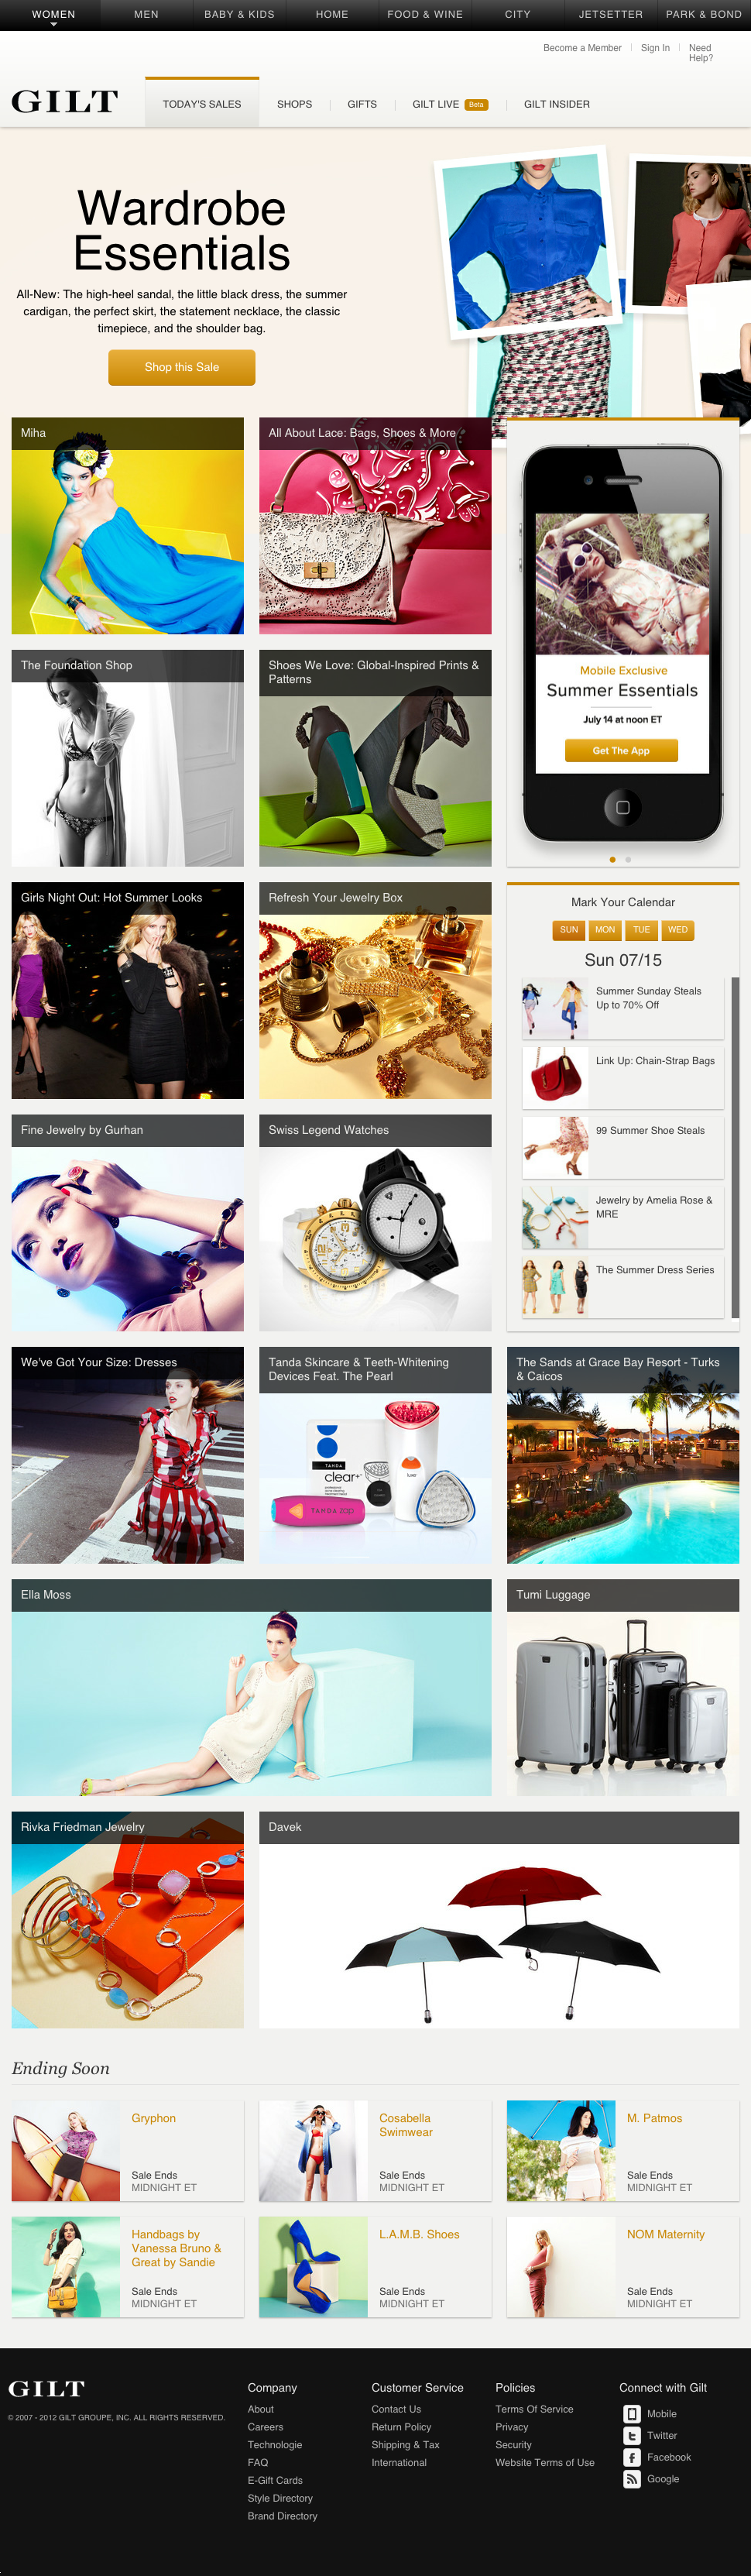 WOMEN
MEN
BABY & KIDS
HOME
FOOD & WINE
CITY
JETSETTER
PARK & BOND
Become a Member
Sign In
Need
Help?
GILT
TODAY'S SALES
SHOPS
GIFTS
GILT LIVE Beta
GILT INSIDER
Wardrobe
Essentials
All-New: The high-heel sandal, the little black dress, the summer
cardigan, the perfect skirt, the statement necklace, the classic
timepiece, and the shoulder bag.
Shop this Sale
Miha
All About Lace: Bags, Shoes & More
Mobile Exclusive
Summer Essentials
July 14 at noon ET
Get The App
The Foundation Shop
Shoes We Love: Global-Inspired Prints &
Patterns
Girls Night Out: Hot Summer Looks
Refresh Your Jewelry Box
Mark Your Calendar
SUN
MON
TUE
WED
Sun 07/15
Summer Sunday Steals
Up to 70% Off
Link Up: Chain-Strap Bags
99 Summer Shoe Steals
Jewelry by Amelia Rose &
MRE
The Summer Dress Series
Fine Jewelry by Gurhan
Swiss Legend Watches
We've Got Your Size: Dresses
Tanda Skincare & Teeth-Whitening
Devices Feat. The Pearl
TANDA
clear+
TANDA
The Sands at Grace Bay Resort - Turks
& Caicos
Ella Moss
Tumi Luggage
Rivka Friedman Jewelry
Davek
Ending Soon
Gryphon
Sale Ends
MIDNIGHT ET
Cosabella
Swimwear
Sale Ends
MIDNIGHT ET
M. Patmos
Sale Ends
MIDNIGHT ET
Handbags by
Vanessa Bruno &
Great by Sandie
Sale Ends
MIDNIGHT ET
L.A.M.B. Shoes
Sale Ends
MIDNIGHT ET
NOM Maternity
Sale Ends
MIDNIGHT ET
GILT
© 2007 - 2012 GILT GROUPE, INC. ALL RIGHTS RESERVED.
Company
About
Careers
Technologie
FAQ
E-Gift Cards
Style Directory
Brand Directory
Customer Service
Contact Us
Return Policy
Shipping & Tax
International
Policies
Terms Of Service
Privacy
Security
Website Terms of Use
Connect with Gilt
Mobile
Twitter
Facebook
Google